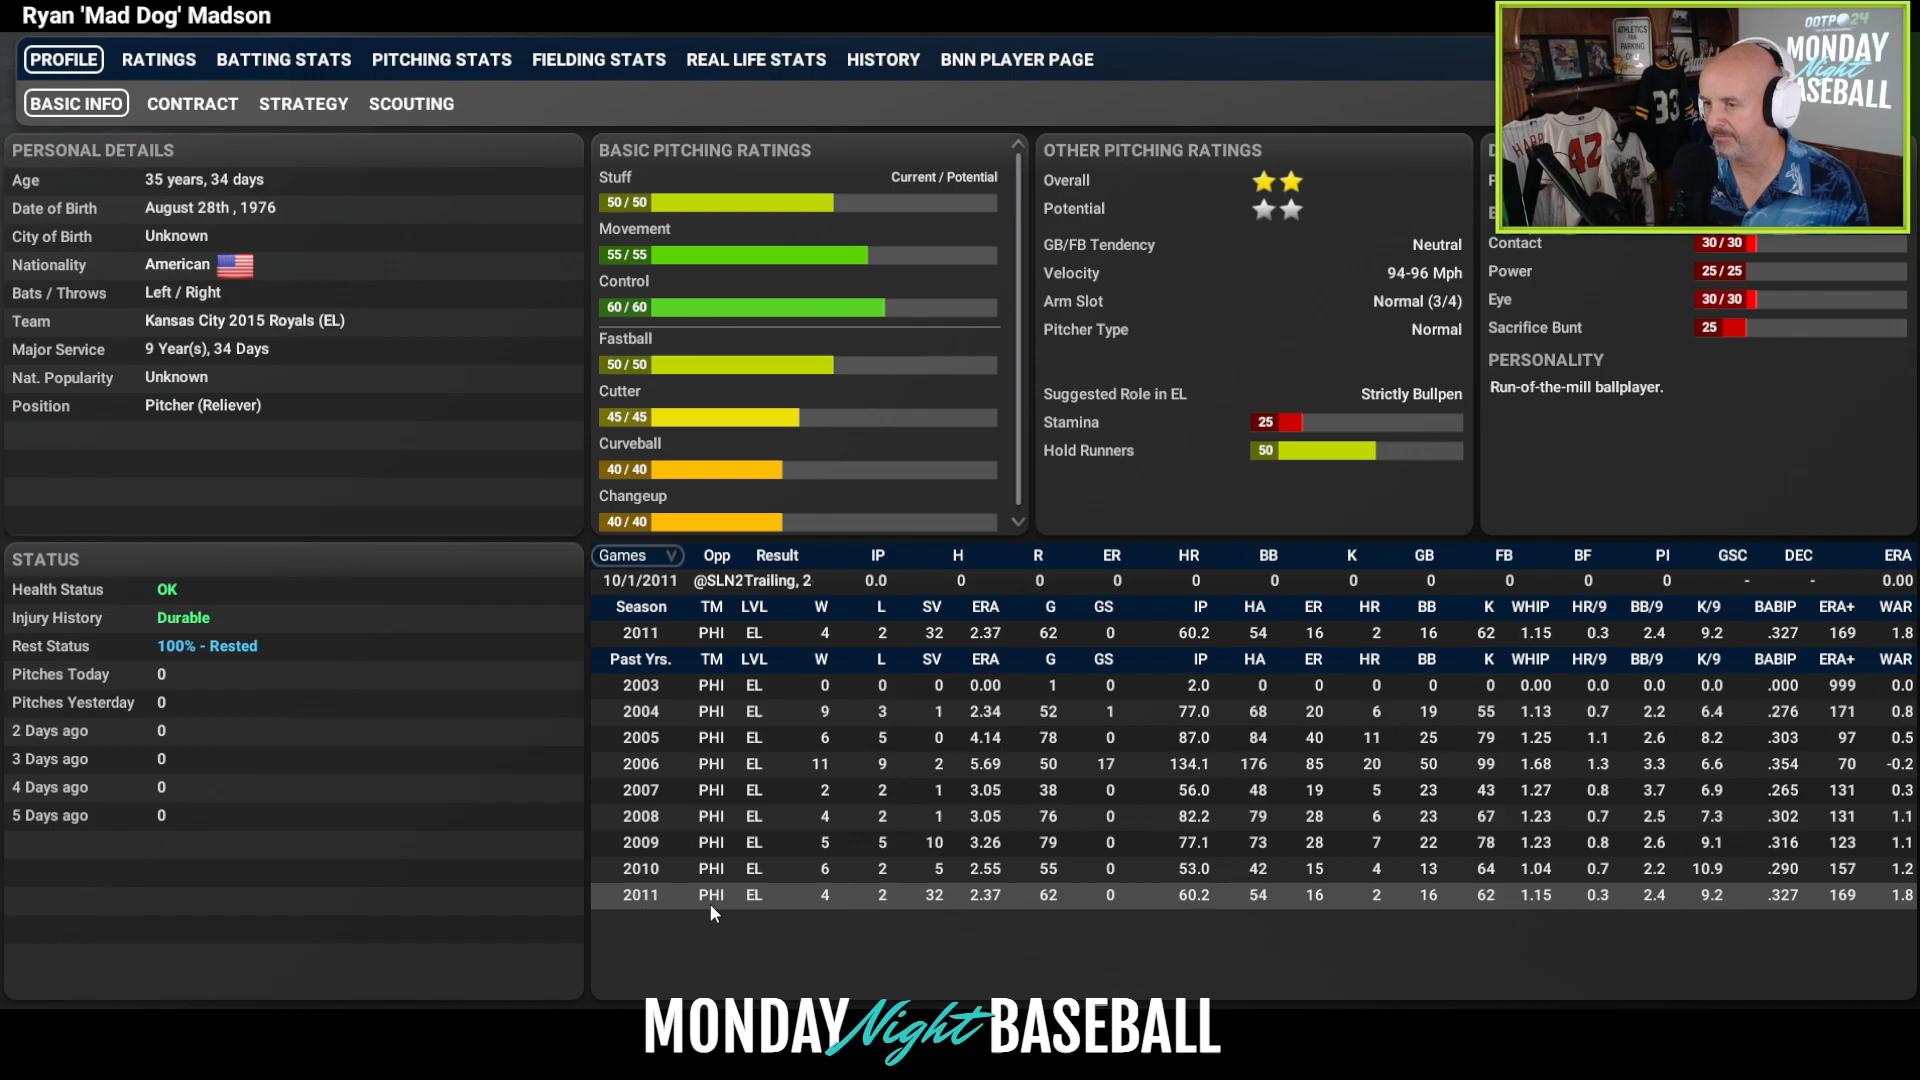 Ryan 'Mad Dog' Madson
PROFILE RATINGS BATTING STATS PITCHING STATS FIELDING STATS REAL LIFE STATS HISTORY BNN PLAYER PAGE
BASIC INFO CONTRACT STRATEGY SCOUTING
OOTP 24
MONDAY
Night
BASEBALL
ATHLETICS
PARKING
33
42
PERSONAL DETAILS
Age 35 years, 34 days
Date of Birth August 28th , 1976
City of Birth Unknown
Nationality American
Bats / Throws Left / Right
Team Kansas City 2015 Royals (EL)
Major Service 9 Year(s), 34 Days
Nat. Popularity Unknown
Position Pitcher (Reliever)
BASIC PITCHING RATINGS
Stuff Current / Potential
50 / 50
Movement
55 / 55
Control
60 / 60
Fastball
50 / 50
Cutter
45 / 45
Curveball
40 / 40
Changeup
40 / 40
OTHER PITCHING RATINGS
Overall
Potential
GB/FB Tendency Neutral
Velocity 94-96 Mph
Arm Slot Normal (3/4)
Pitcher Type Normal
Suggested Role in EL Strictly Bullpen
Stamina 25
Hold Runners 50
Contact 30 / 30
Power 25 / 25
Eye 30 / 30
Sacrifice Bunt 25
PERSONALITY
Run-of-the-mill ballplayer.
STATUS
Health Status OK
Injury History Durable
Rest Status 100% - Rested
Pitches Today 0
Pitches Yesterday 0
2 Days ago 0
3 Days ago 0
4 Days ago 0
5 Days ago 0
Games Opp Result IP H R ER HR BB K GB FB BF PI GSC DEC ERA
10/1/2011 @SLN2Trailing, 2 0.0 0 0 0 0 0 0 0 0 0 0 - - 0.00
Season TM LVL W L SV ERA G GS IP HA ER HR BB K WHIP HR/9 BB/9 K/9 BABIP ERA+ WAR
2011 PHI EL 4 2 32 2.37 62 0 60.2 54 16 2 16 62 1.15 0.3 2.4 9.2 .327 169 1.8
Past Yrs. TM LVL W L SV ERA G GS IP HA ER HR BB K WHIP HR/9 BB/9 K/9 BABIP ERA+ WAR
2003 PHI EL 0 0 0 0.00 1 0 2.0 0 0 0 0 0 0.00 0.0 0.0 0.0 .000 999 0.0
2004 PHI EL 9 3 1 2.34 52 1 77.0 68 20 6 19 55 1.13 0.7 2.2 6.4 .276 171 0.8
2005 PHI EL 6 5 0 4.14 78 0 87.0 84 40 11 25 79 1.25 1.1 2.6 8.2 .303 97 0.5
2006 PHI EL 11 9 2 5.69 50 17 134.1 176 85 20 50 99 1.68 1.3 3.3 6.6 .354 70 -0.2
2007 PHI EL 2 2 1 3.05 38 0 56.0 48 19 5 23 43 1.27 0.8 3.7 6.9 .265 131 0.3
2008 PHI EL 4 2 1 3.05 76 0 82.2 79 28 6 23 67 1.23 0.7 2.5 7.3 .302 131 1.1
2009 PHI EL 5 5 10 3.26 79 0 77.1 73 28 7 22 78 1.23 0.8 2.6 9.1 .316 123 1.1
2010 PHI EL 6 2 5 2.55 55 0 53.0 42 15 4 13 64 1.04 0.7 2.2 10.9 .290 157 1.2
2011 PHI EL 4 2 32 2.37 62 0 60.2 54 16 2 16 62 1.15 0.3 2.4 9.2 .327 169 1.8
MONDAY Night BASEBALL